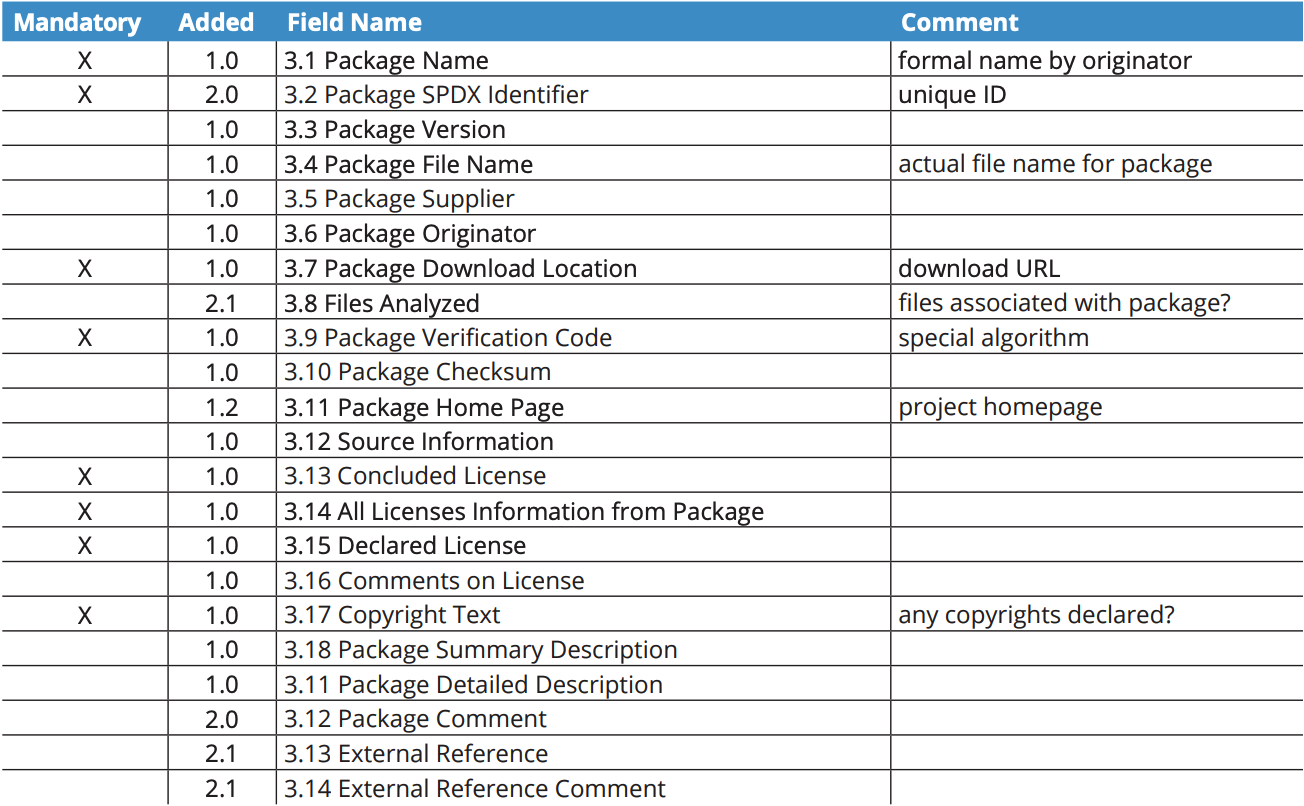 Mandatory Added Field Name Comment
X 1.0 3.1 Package Name formal name by originator
X 2.0 3.2 Package SPDX Identifier unique ID
1.0 3.3 Package Version
1.0 3.4 Package File Name actual file name for package
1.0 3.5 Package Supplier
1.0 3.6 Package Originator
X 1.0 3.7 Package Download Location download URL
2.1 3.8 Files Analyzed files associated with package?
X 1.0 3.9 Package Verification Code special algorithm
1.0 3.10 Package Checksum
1.2 3.11 Package Home Page project homepage
1.0 3.12 Source Information
X 1.0 3.13 Concluded License
X 1.0 3.14 All Licenses Information from Package
X 1.0 3.15 Declared License
1.0 3.16 Comments on License
X 1.0 3.17 Copyright Text any copyrights declared?
1.0 3.18 Package Summary Description
1.0 3.11 Package Detailed Description
2.0 3.12 Package Comment
2.1 3.13 External Reference
2.1 3.14 External Reference Comment